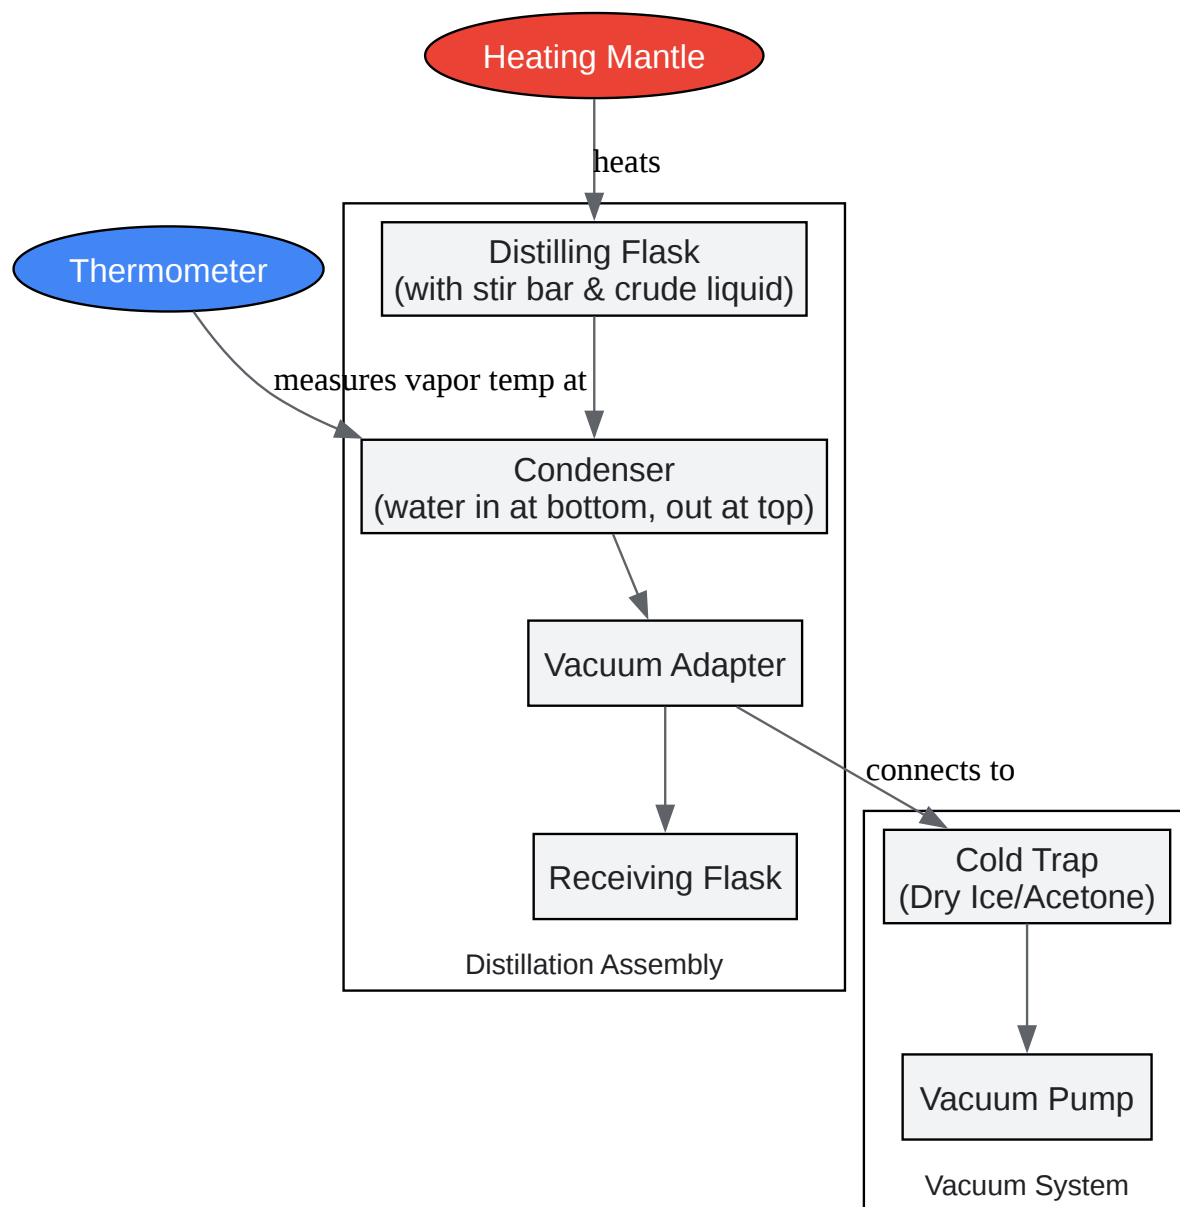 Heating Mantle
heats
Thermometer
Distilling Flask
(with stir bar & crude liquid)
measures vapor temp at
Condenser
(water in at bottom, out at top)
Vacuum Adapter
connects to
Receiving Flask
Cold Trap
(Dry Ice/Acetone)
Distillation Assembly
Vacuum Pump
Vacuum System